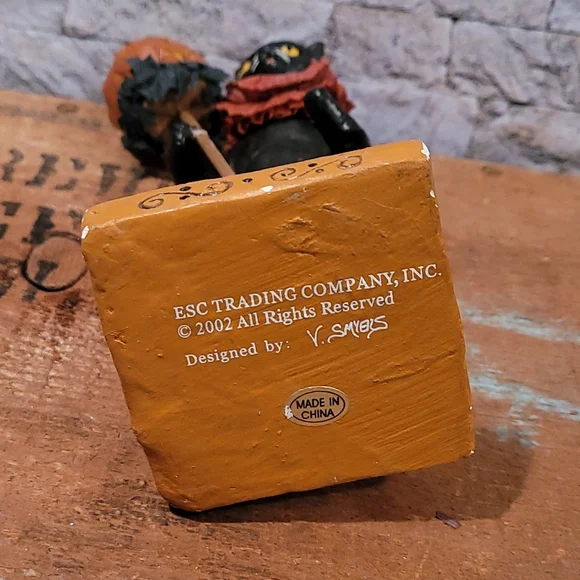 ESC TRADING COMPANY, INC.
© 2002 All Rights Reserved
Designed by: V. SMYERS
MADE IN
CHINA